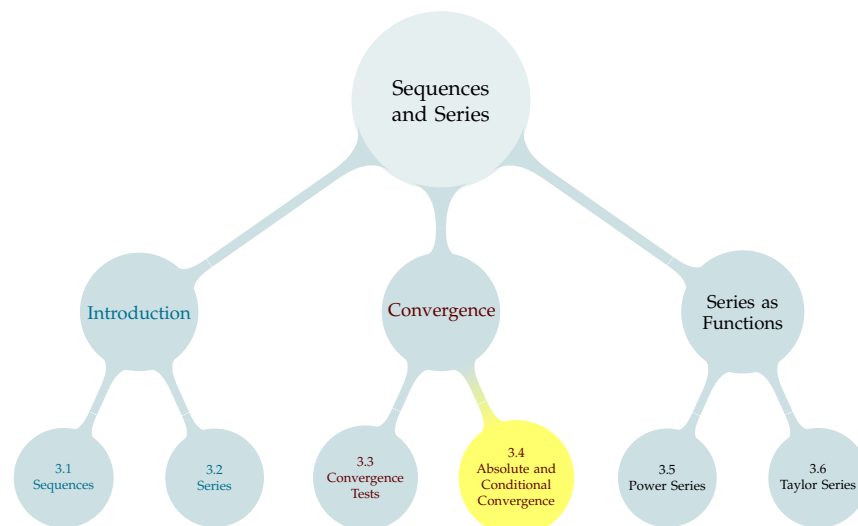 Sequences
and Series
Introduction
Convergence
Series as
Functions
3.1
Sequences
3.2
Series
3.3
Convergence
Tests
3.4
Absolute and
Conditional
Convergence
3.5
Power Series
3.6
Taylor Series